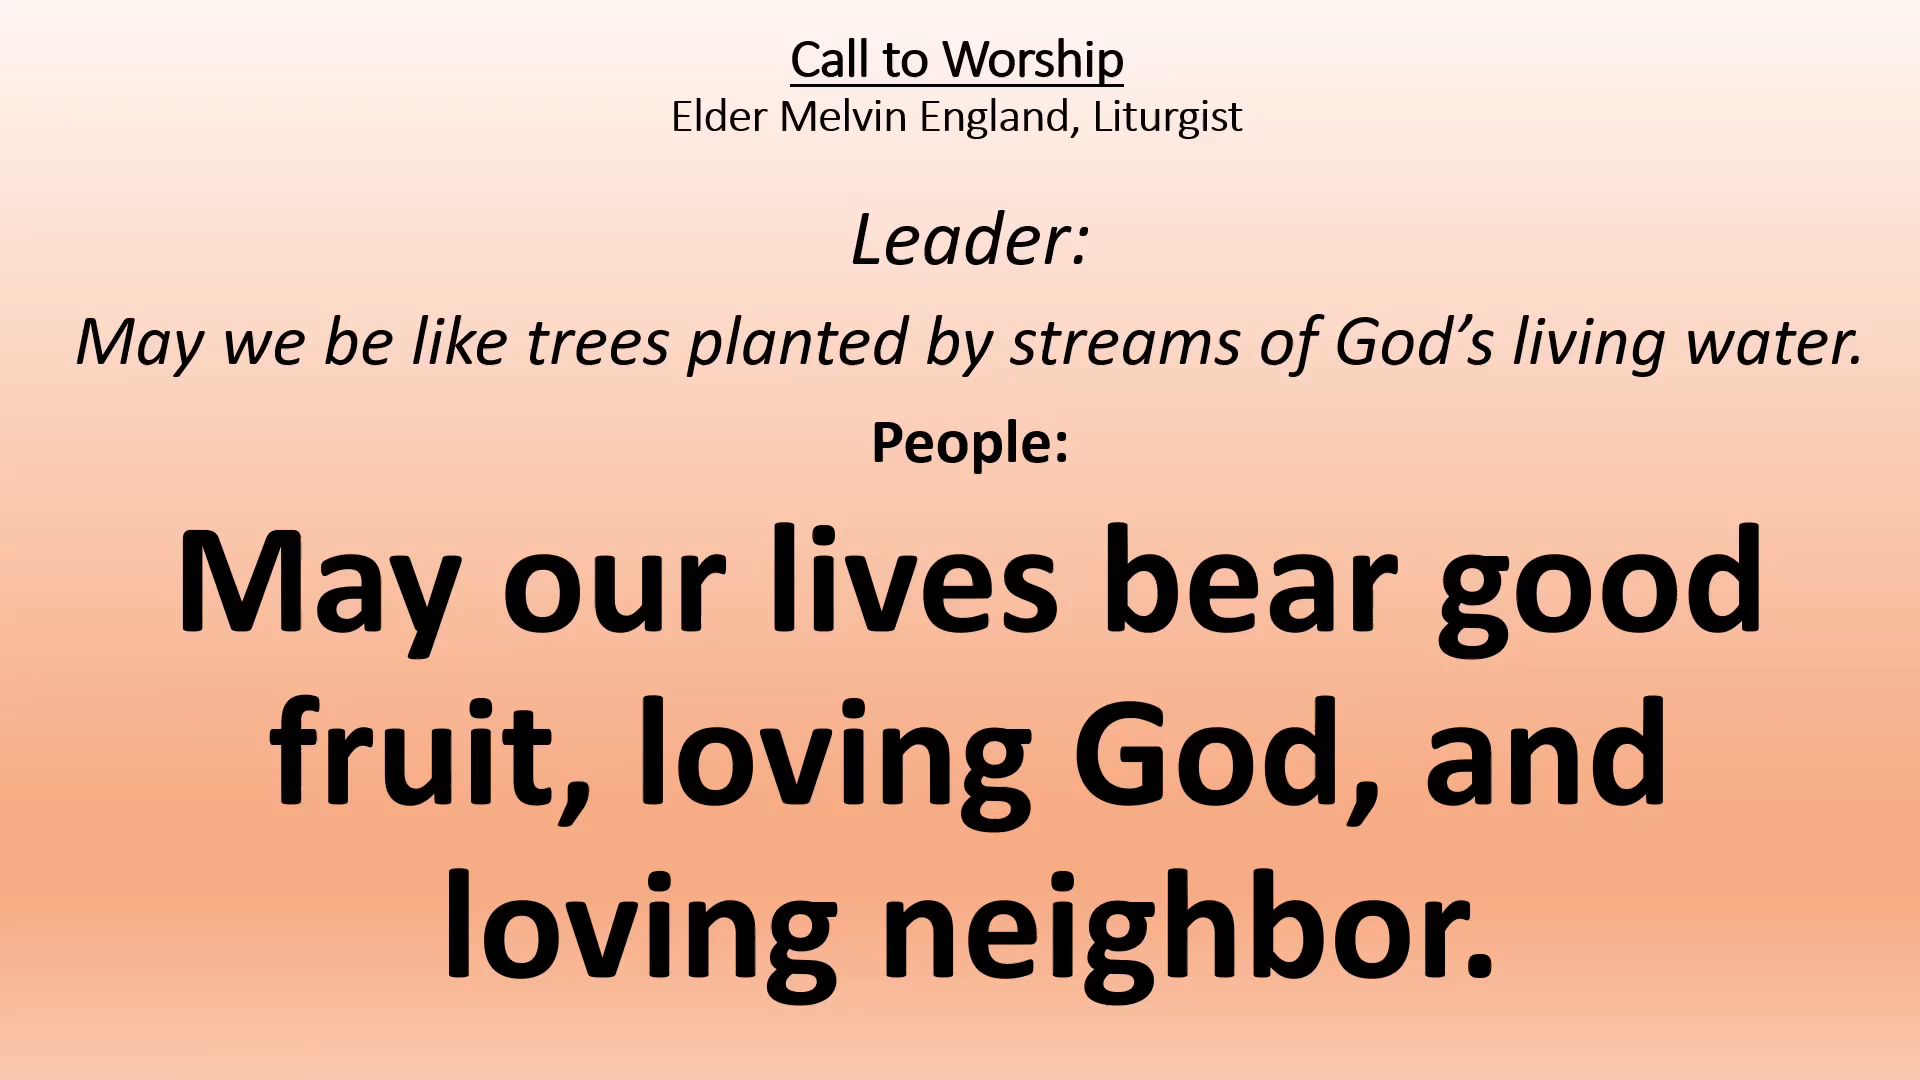 Call to Worship
Elder Melvin England, Liturgist
Leader:
May we be like trees planted by streams of God’s living water.
People:
May our lives bear good
fruit, loving God, and
loving neighbor.